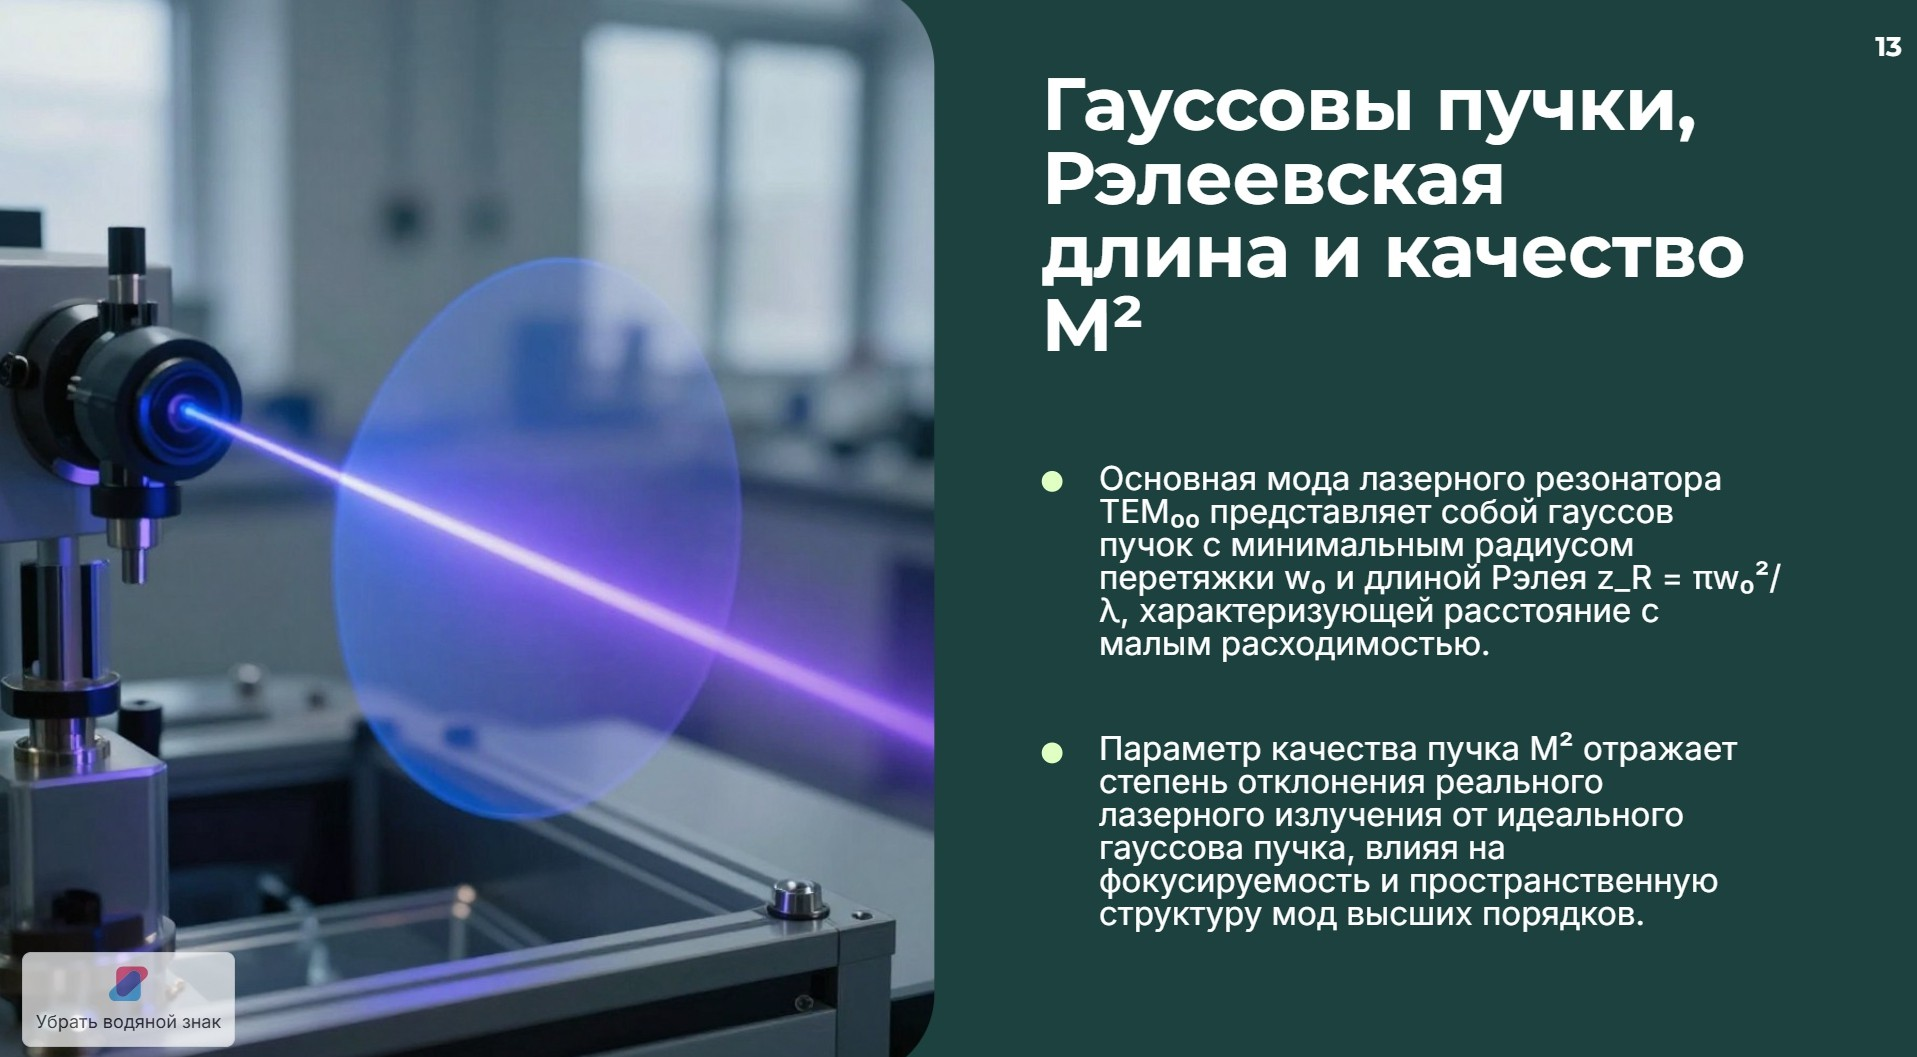 13
Гауссовы пучки,
Рэлеевская
длина и качество
M²
Основная мода лазерного резонатора
TEM₀₀ представляет собой гауссов
пучок с минимальным радиусом
перетяжки w₀ и длиной Рэлея z_R = πw₀²/
λ, характеризующей расстояние с
малым расходимостью.
Параметр качества пучка M² отражает
степень отклонения реального
лазерного излучения от идеального
гауссова пучка, влияя на
фокусируемость и пространственную
структуру мод высших порядков.
Убрать водяной знак